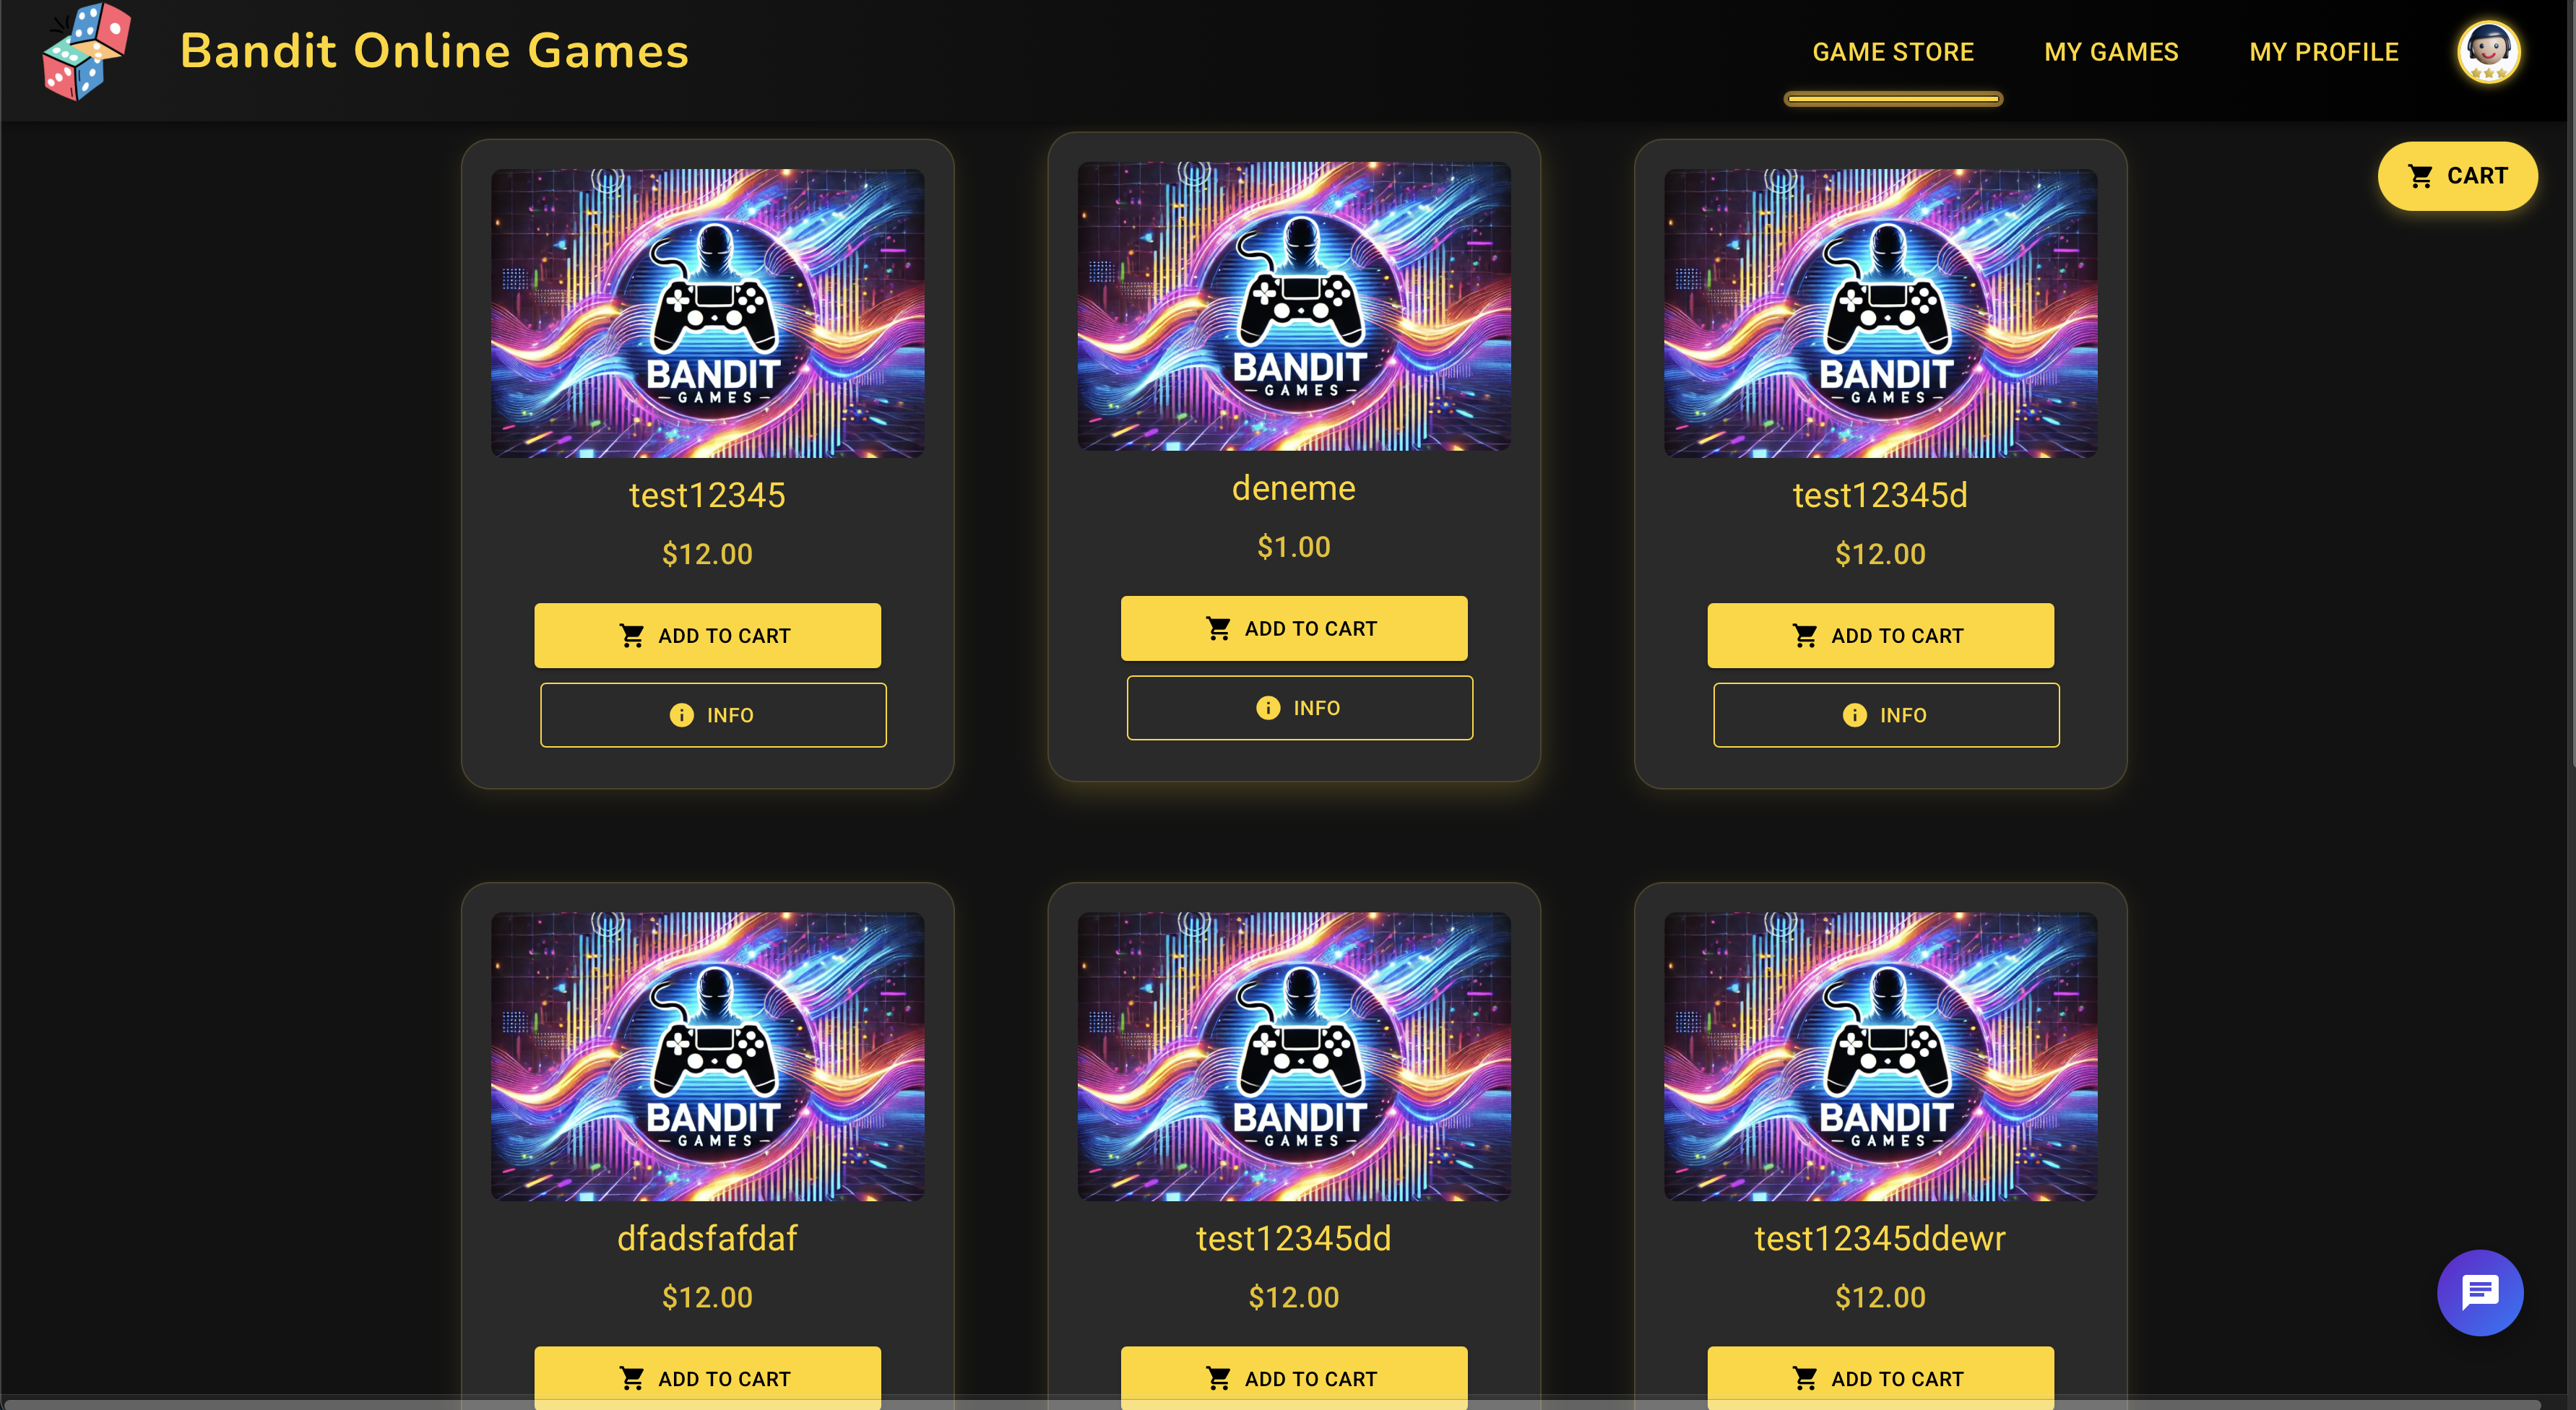 Bandit Online Games
GAME STORE
MY GAMES
MY PROFILE
CART
BANDIT
GAMES
test12345
$12.00
ADD TO CART
INFO
BANDIT
GAMES
deneme
$1.00
ADD TO CART
INFO
BANDIT
GAMES
test12345d
$12.00
ADD TO CART
INFO
BANDIT
GAMES
dfadsfafdaf
$12.00
ADD TO CART
BANDIT
GAMES
test12345dd
$12.00
ADD TO CART
BANDIT
GAMES
test12345ddewr
$12.00
ADD TO CART